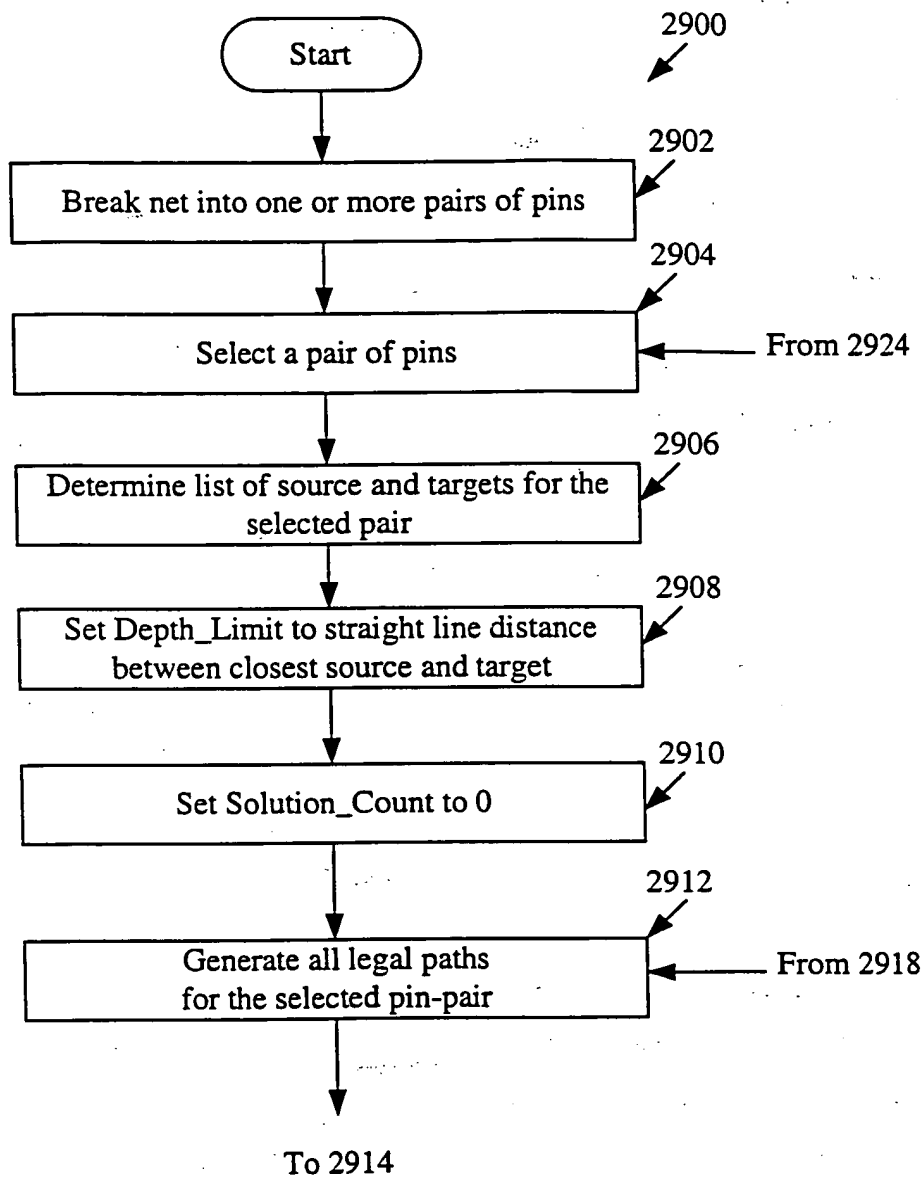 Start
2900
2902
Break net into one or more pairs of pins
2904
Select a pair of pins
From 2924
2906
Determine list of source and targets for the
selected pair
2908
Set Depth_Limit to straight line distance
between closest source and target
2910
Set Solution_Count to 0
2912
Generate all legal paths
for the selected pin-pair
From 2918
To 2914